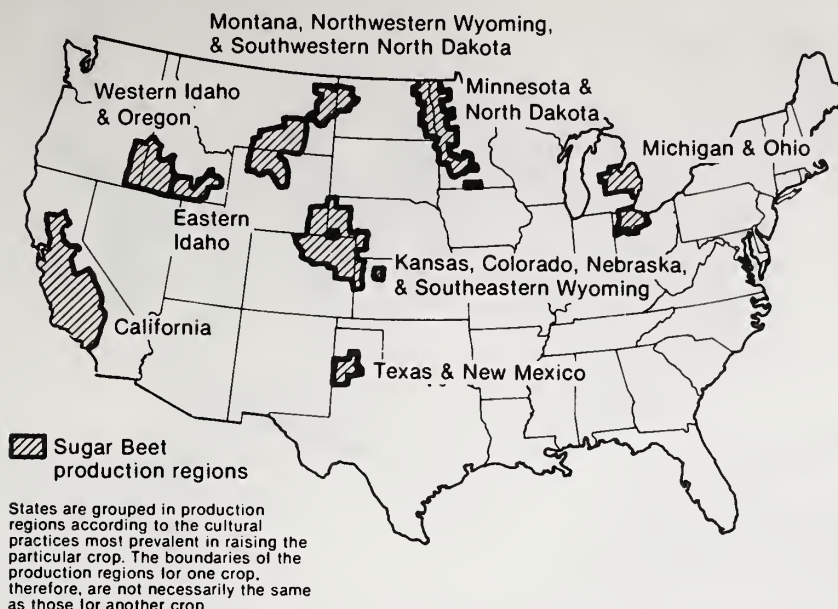 Montana, Northwestern Wyoming,
& Southwestern North Dakota
Western Idaho
& Oregon
Minnesota &
North Dakota
Michigan & Ohio
Eastern
Idaho
Kansas, Colorado, Nebraska,
& Southeastern Wyoming
California
Texas & New Mexico
Sugar Beet
production regions
States are grouped in production
regions according to the cultural
practices most prevalent in raising the
particular crop. The boundaries of the
production regions for one crop,
therefore, are not necessarily the same
as those for another crop